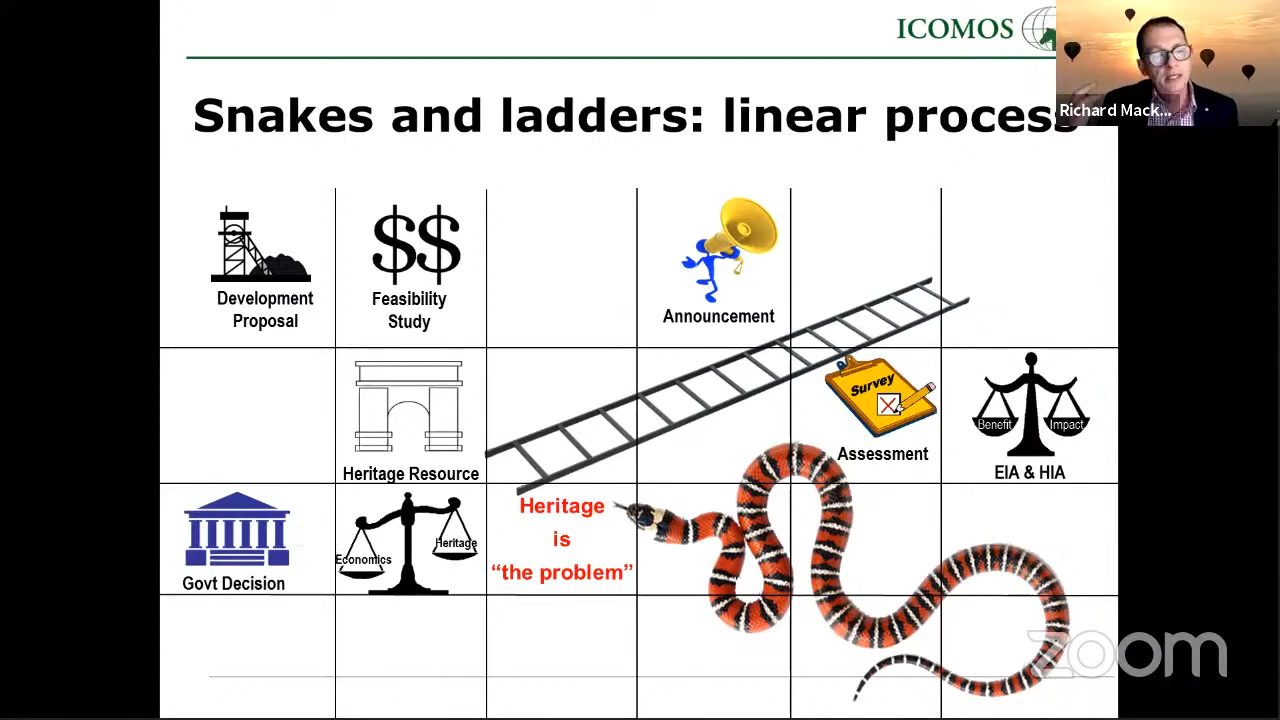 ICOMOS
Richard Mack...
Snakes and ladders: linear process
$$
Development
Proposal
Feasibility
Study
Announcement
Survey
Benefit
Impact
Heritage Resource
Assessment
EIA & HIA
Heritage
is
“the problem”
Economics
Heritage
Govt Decision
zoom